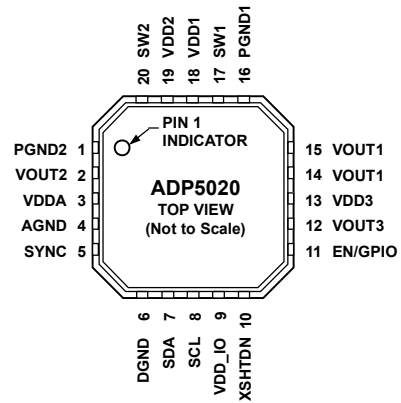 20 SW2
19 VDD2
18 VDD1
17 SW1
16 PGND1
PIN 1
INDICATOR
PGND2 1
VOUT2 2
VDDA 3
AGND 4
SYNC 5
ADP5020
TOP VIEW
(Not to Scale)
15 VOUT1
14 VOUT1
13 VDD3
12 VOUT3
11 EN/GPIO
DGND 6
SDA 7
SCL 8
VDD_IO 9
XSHTDN 10